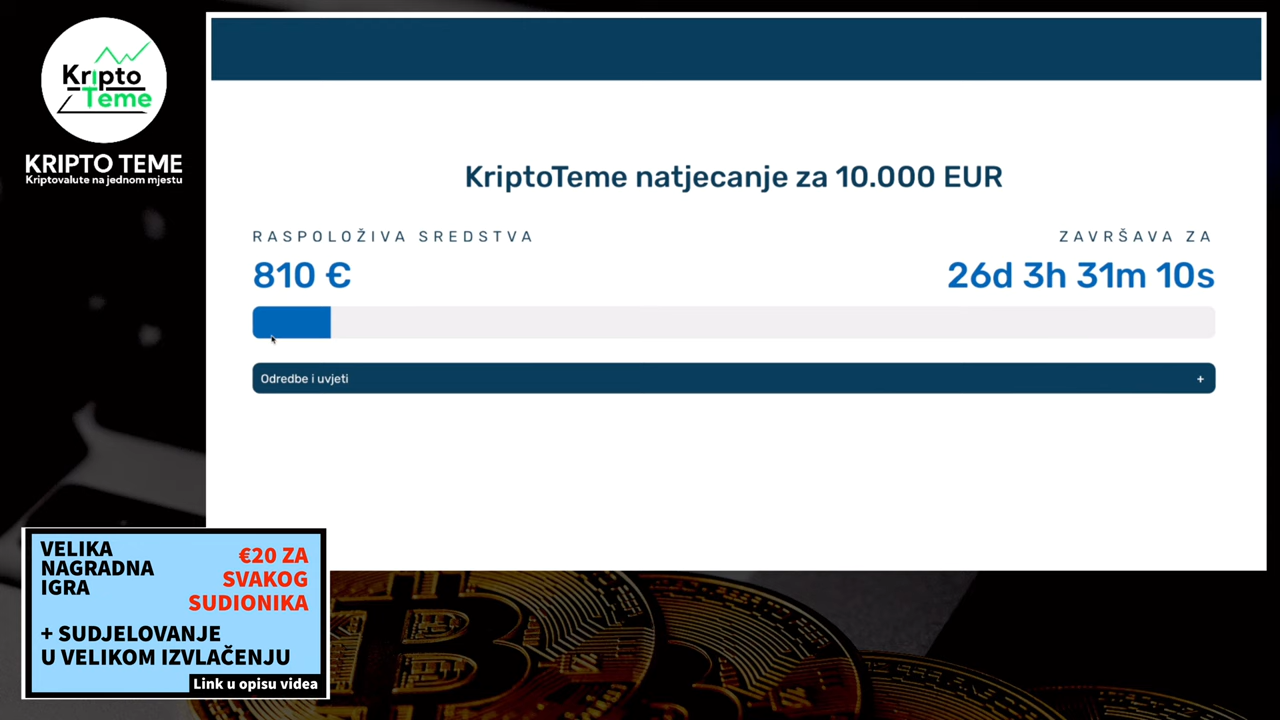 Kripto
Teme
KRIPTO TEME
Kriptovalute na jednom mjestu
KriptoTeme natjecanje za 10.000 EUR
RASPOLOŽIVA SREDSTVA
ZAVRŠAVA ZA
810 €
26d 3h 31m 10s
Odredbe i uvjeti
+
VELIKA
NAGRADNA
IGRA
€20 ZA
SVAKOG
SUDIONIKA
+ SUDJELOVANJE
U VELIKOM IZVLAČENJU
Link u opisu videa